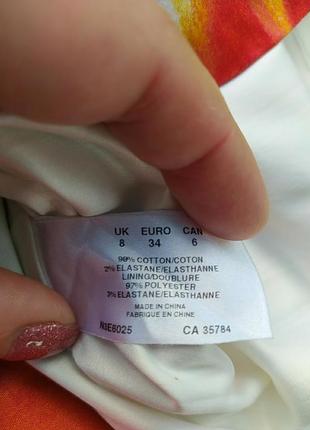 UK EURO CAN
8 34 6
98% COTTON/COTON
2% ELASTANE/ELASTHANNE
LINING/DOUBLURE
97% POLYESTER
3% ELASTANE/ELASTHANNE
MADE IN CHINA
FABRIQUE EN CHINE
CA 35784